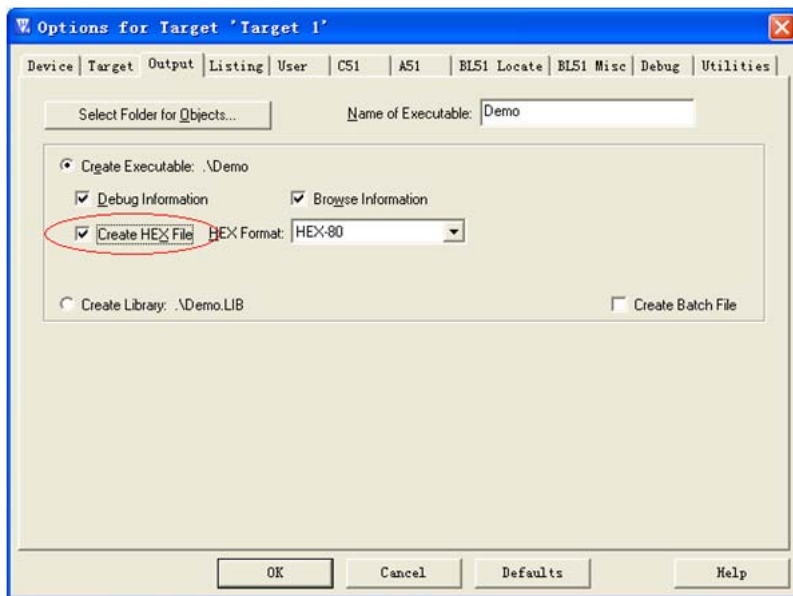 Options for Target 'Target 1'
Device Target Output Listing User C51 A51 BL51 Locate BL51 Misc Debug Utilities
Select Folder for Objects... Name of Executable: Demo
Create Executable: .\Demo
Debug Information Browse Information
Create HEX File HEX Format: HEX-80
Create Library: .\Demo.LIB Create Batch File
OK Cancel Defaults Help